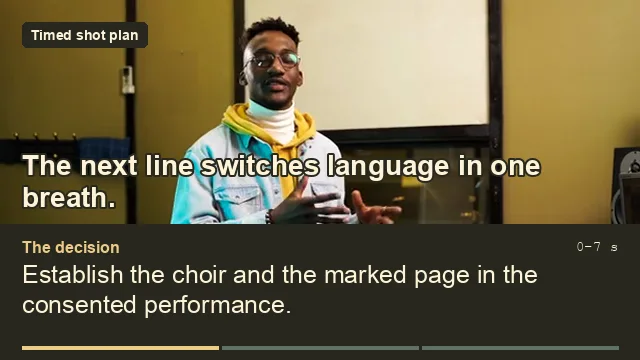 Timed shot plan
The next line switches language in one
breath.
The decision
0–7 s
Establish the choir and the marked page in the
consented performance.